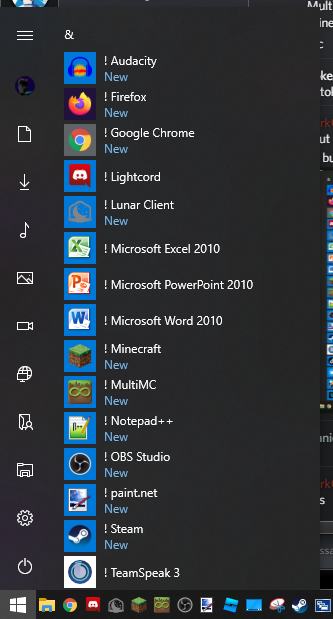 &
! Audacity
New
! Firefox
New
! Google Chrome
New
! Lightcord
! Lunar Client
New
! Microsoft Excel 2010
! Microsoft PowerPoint 2010
! Microsoft Word 2010
! Minecraft
New
! MultiMC
New
! Notepad++
New
! OBS Studio
New
! paint.net
New
! Steam
New
! TeamSpeak 3
Mult